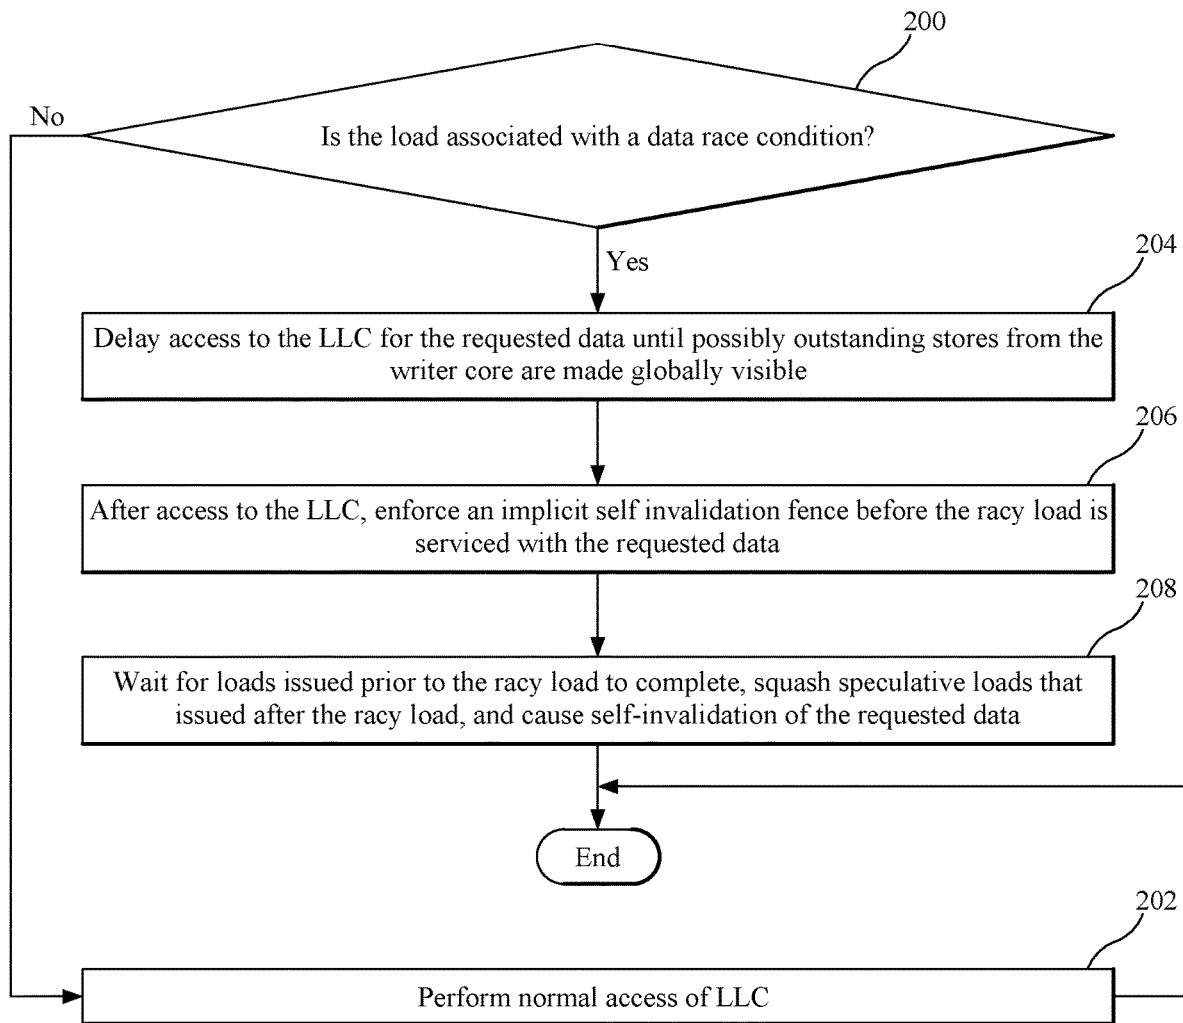 200
No
Is the load associated with a data race condition?
Yes
204
Delay access to the LLC for the requested data until possibly outstanding stores from the
writer core are made globally visible
206
After access to the LLC, enforce an implicit self invalidation fence before the racy load is
serviced with the requested data
208
Wait for loads issued prior to the racy load to complete, squash speculative loads that
issued after the racy load, and cause self-invalidation of the requested data
End
202
Perform normal access of LLC